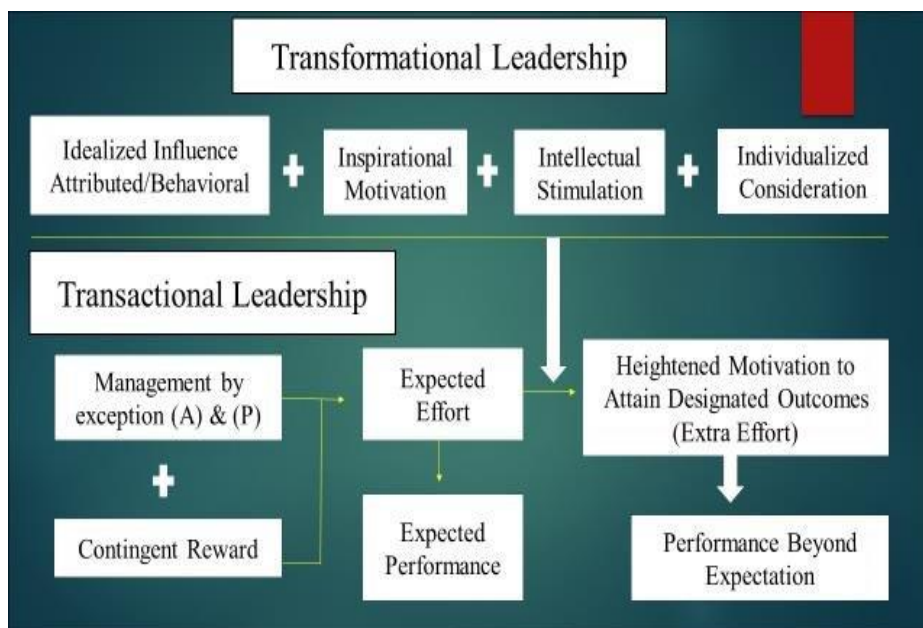 Transformational Leadership
Idealized Influence
Attributed/Behavioral
+
Inspirational
Motivation
+
Intellectual
Stimulation
+
Individualized
Consideration
Transactional Leadership
Management by
exception (A) & (P)
+
Contingent Reward
Expected
Effort
Expected
Performance
Heightened Motivation to
Attain Designated Outcomes
(Extra Effort)
Performance Beyond
Expectation